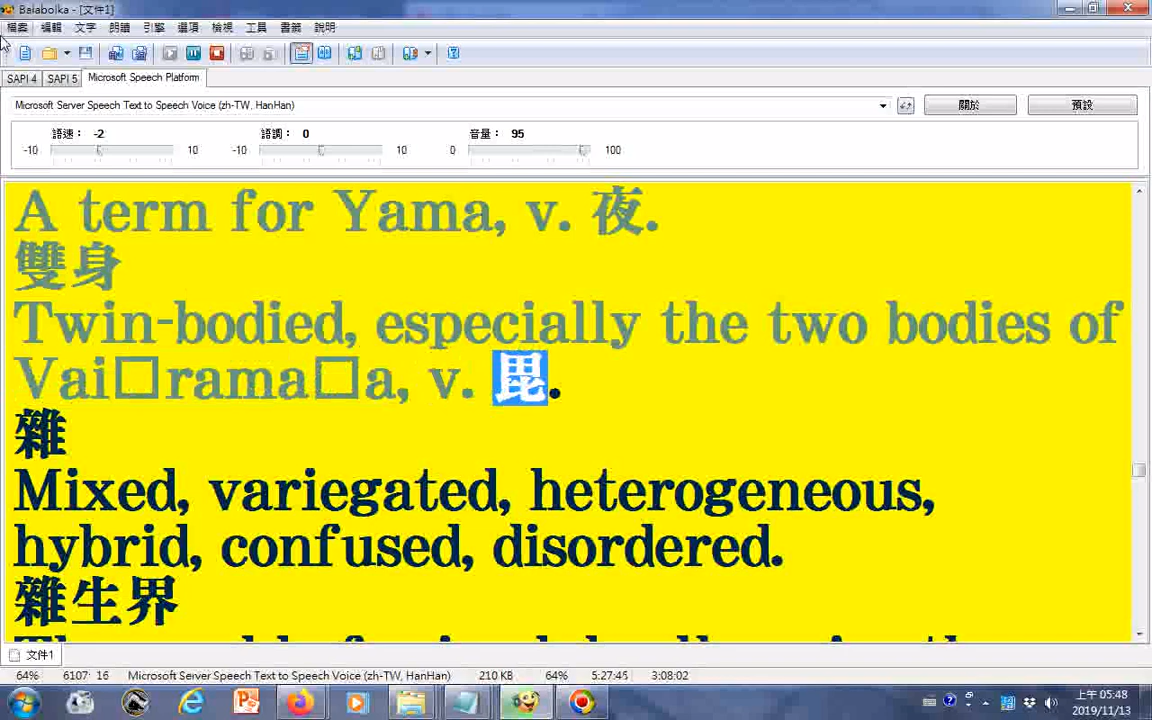 Balabolka - [文件1]
檔案 編輯 文字 朗讀 引擎 選項 檢視 工具 書籤 說明
SAPI 4 SAPI 5 Microsoft Speech Platform
Microsoft Server Speech Text to Speech Voice (zh-TW, HanHan) 關於 預設
語速： -2 語調： 0 音量： 95
-10 10 -10 10 0 100
A term for Yama, v. 夜.
雙身
Twin-bodied, especially the two bodies of
Vai□rama□a, v. 毘.
雜
Mixed, variegated, heterogeneous,
hybrid, confused, disordered.
雜生界
文件1
64% 6107: 16 Microsoft Server Speech Text to Speech Voice (zh-TW, HanHan) 210 KB 64% 5:27:45 3:08:02
上午 05:48
2019/11/13